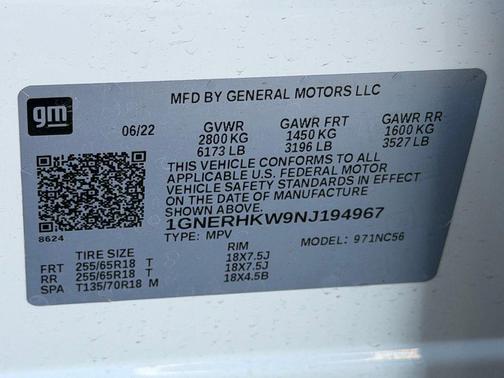 MFD BY GENERAL MOTORS LLC
gm
06/22 GVWR GAWR FRT GAWR RR
2800 KG 1450 KG 1600 KG
6173 LB 3196 LB 3527 LB
THIS VEHICLE CONFORMS TO ALL
APPLICABLE U.S. FEDERAL MOTOR
VEHICLE SAFETY STANDARDS IN EFFECT
ON THE DATE OF MANUFACTURE
SHOWN ABOVE.
1GNERHKW9NJ194967
8624
TYPE: MPV MODEL: 971NC56
TIRE SIZE RIM
FRT 255/65R18 T 18X7.5J
RR 255/65R18 T 18X7.5J
SPA T135/70R18 M 18X4.5B